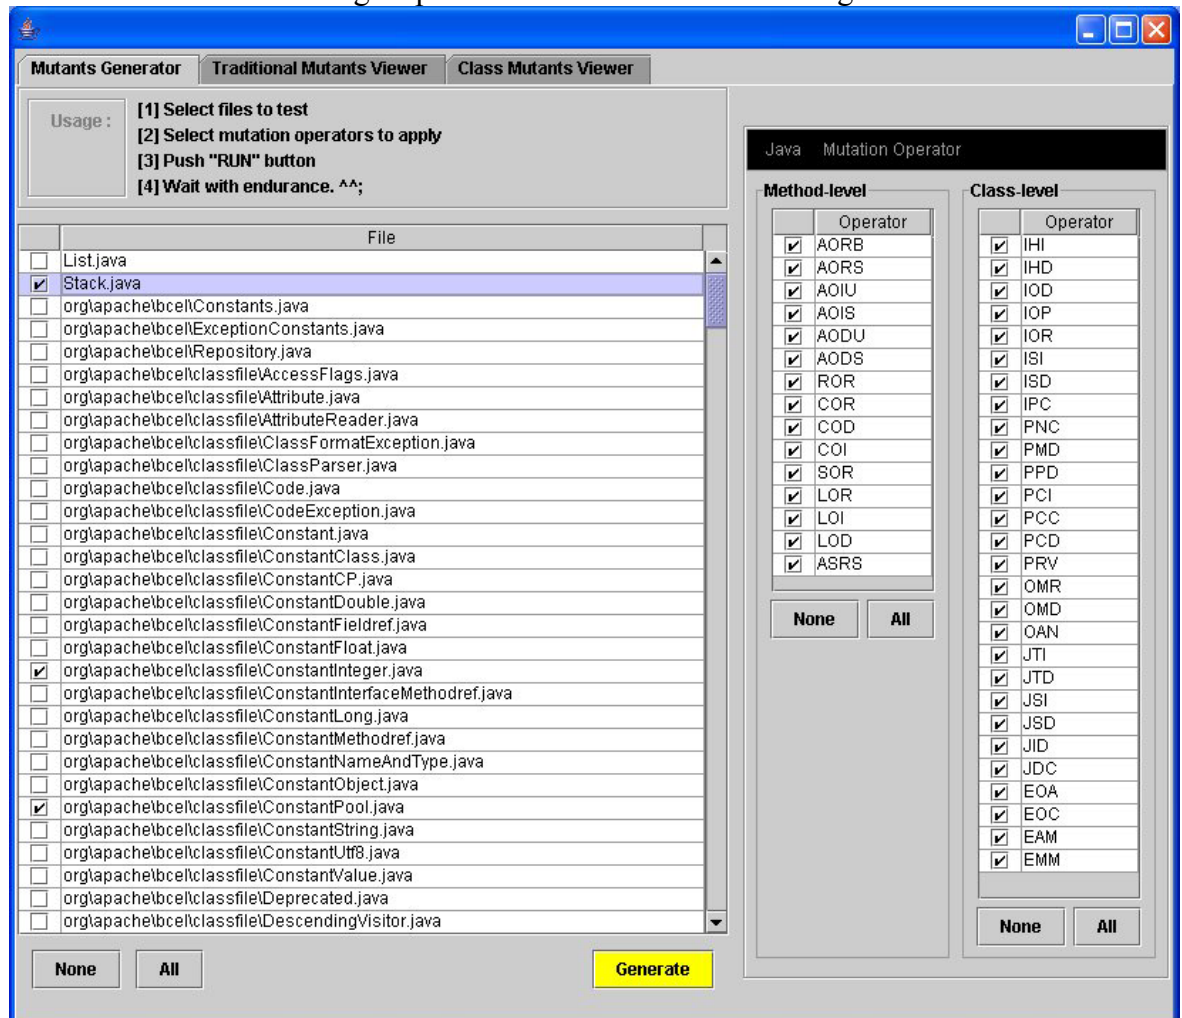 Mutants Generator Traditional Mutants Viewer Class Mutants Viewer
Usage :
[1] Select files to test
[2] Select mutation operators to apply
[3] Push "RUN" button
[4] Wait with endurance. ^^;
File
List.java
Stack.java
org\apache\bcel\Constants.java
org\apache\bcel\ExceptionConstants.java
org\apache\bcel\Repository.java
org\apache\bcel\classfile\AccessFlags.java
org\apache\bcel\classfile\Attribute.java
org\apache\bcel\classfile\AttributeReader.java
org\apache\bcel\classfile\ClassFormatException.java
org\apache\bcel\classfile\ClassParser.java
org\apache\bcel\classfile\Code.java
org\apache\bcel\classfile\CodeException.java
org\apache\bcel\classfile\Constant.java
org\apache\bcel\classfile\ConstantClass.java
org\apache\bcel\classfile\ConstantCP.java
org\apache\bcel\classfile\ConstantDouble.java
org\apache\bcel\classfile\ConstantFieldref.java
org\apache\bcel\classfile\ConstantFloat.java
org\apache\bcel\classfile\ConstantInteger.java
org\apache\bcel\classfile\ConstantInterfaceMethodref.java
org\apache\bcel\classfile\ConstantLong.java
org\apache\bcel\classfile\ConstantMethodref.java
org\apache\bcel\classfile\ConstantNameAndType.java
org\apache\bcel\classfile\ConstantObject.java
org\apache\bcel\classfile\ConstantPool.java
org\apache\bcel\classfile\ConstantString.java
org\apache\bcel\classfile\ConstantUtf8.java
org\apache\bcel\classfile\ConstantValue.java
org\apache\bcel\classfile\Deprecated.java
org\apache\bcel\classfile\DescendingVisitor.java
None All Generate
Java Mutation Operator
Method-level
Operator
AORB
AORS
AOIU
AOIS
AODU
AODS
ROR
COR
COD
COI
SOR
LOR
LOI
LOD
ASRS
None All
Class-level
Operator
IHI
IHD
IOD
IOP
IOR
ISI
ISD
IPC
PNC
PMD
PPD
PCI
PCC
PCD
PRV
OMR
OMD
OAN
JTI
JTD
JSI
JSD
JID
JDC
EOA
EOC
EAM
EMM
None All